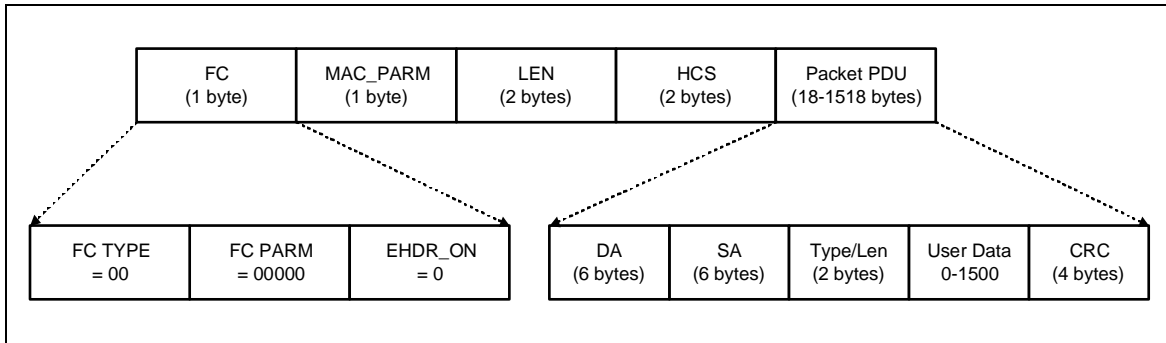 FC
(1 byte)
MAC_PARM
(1 byte)
LEN
(2 bytes)
HCS
(2 bytes)
Packet PDU
(18-1518 bytes)
FC TYPE
= 00
FC PARM
= 00000
EHDR_ON
= 0
DA
(6 bytes)
SA
(6 bytes)
Type/Len
(2 bytes)
User Data
0-1500
CRC
(4 bytes)